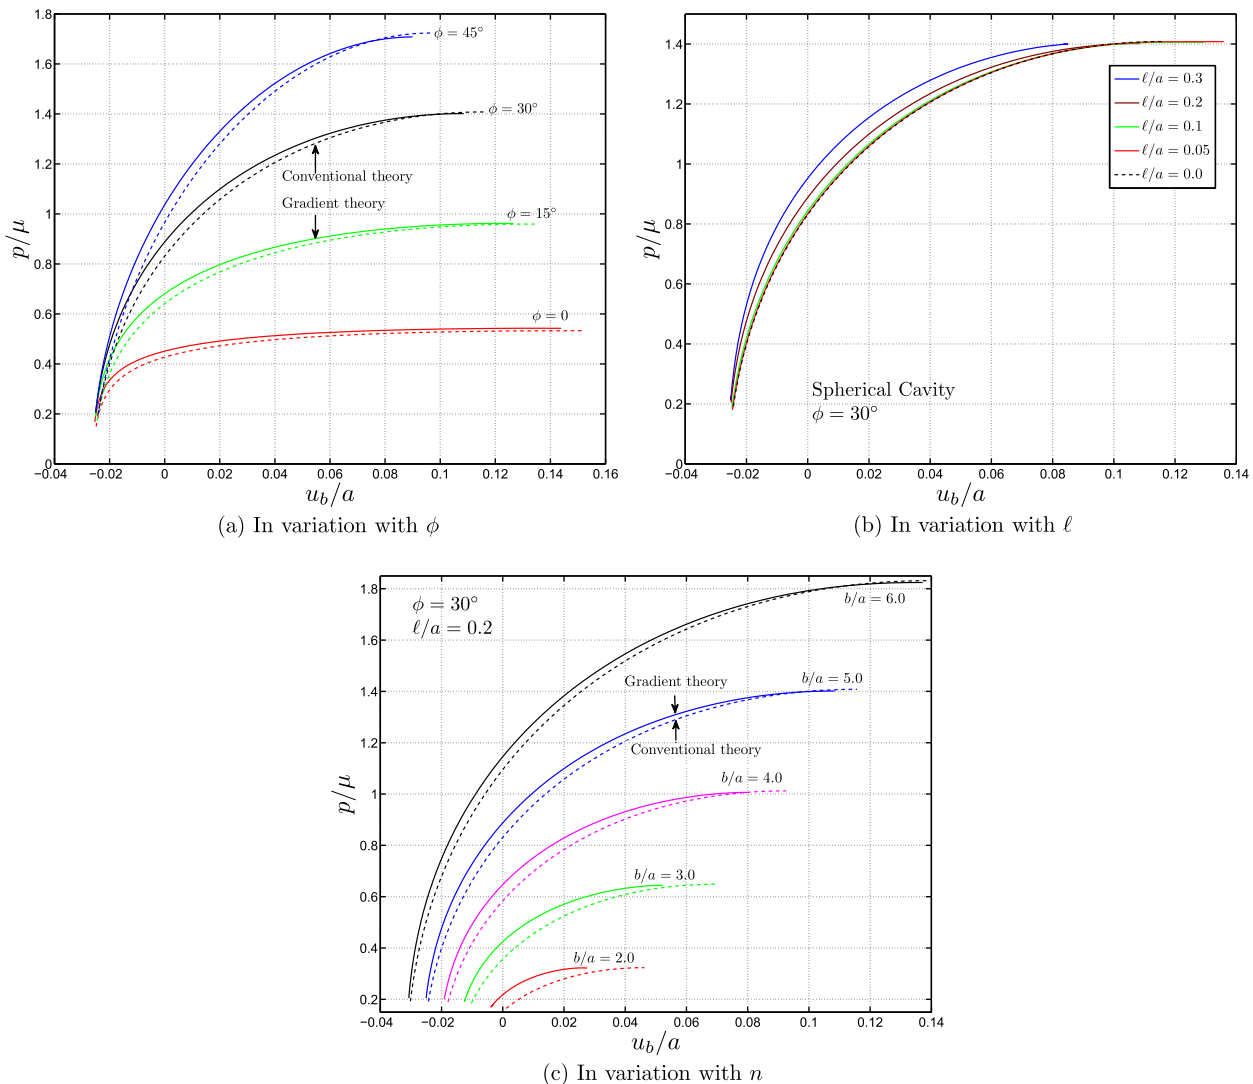 1.8
1.6
1.4
1.2
1
0.8
0.6
0.4
0.2
0
−0.04
−0.02
0
0.02
0.04
0.06
0.08
0.1
0.12
0.14
0.16
p/μ
u_b/a
ϕ = 45°
ϕ = 30°
Conventional theory
Gradient theory
ϕ = 15°
ϕ = 0
(a) In variation with ϕ
1.4
1.2
1
0.8
0.6
0.4
0.2
0
−0.04
−0.02
0
0.02
0.04
0.06
0.08
0.1
0.12
0.14
p/μ
u_b/a
ℓ/a = 0.3
ℓ/a = 0.2
ℓ/a = 0.1
ℓ/a = 0.05
ℓ/a = 0.0
Spherical Cavity
ϕ = 30°
(b) In variation with ℓ
1.8
1.6
1.4
1.2
1
0.8
0.6
0.4
0.2
−0.04
−0.02
0
0.02
0.04
0.06
0.08
0.1
0.12
0.14
p/μ
u_b/a
ϕ = 30°
ℓ/a = 0.2
b/a = 6.0
Gradient theory
b/a = 5.0
Conventional theory
b/a = 4.0
b/a = 3.0
b/a = 2.0
(c) In variation with n